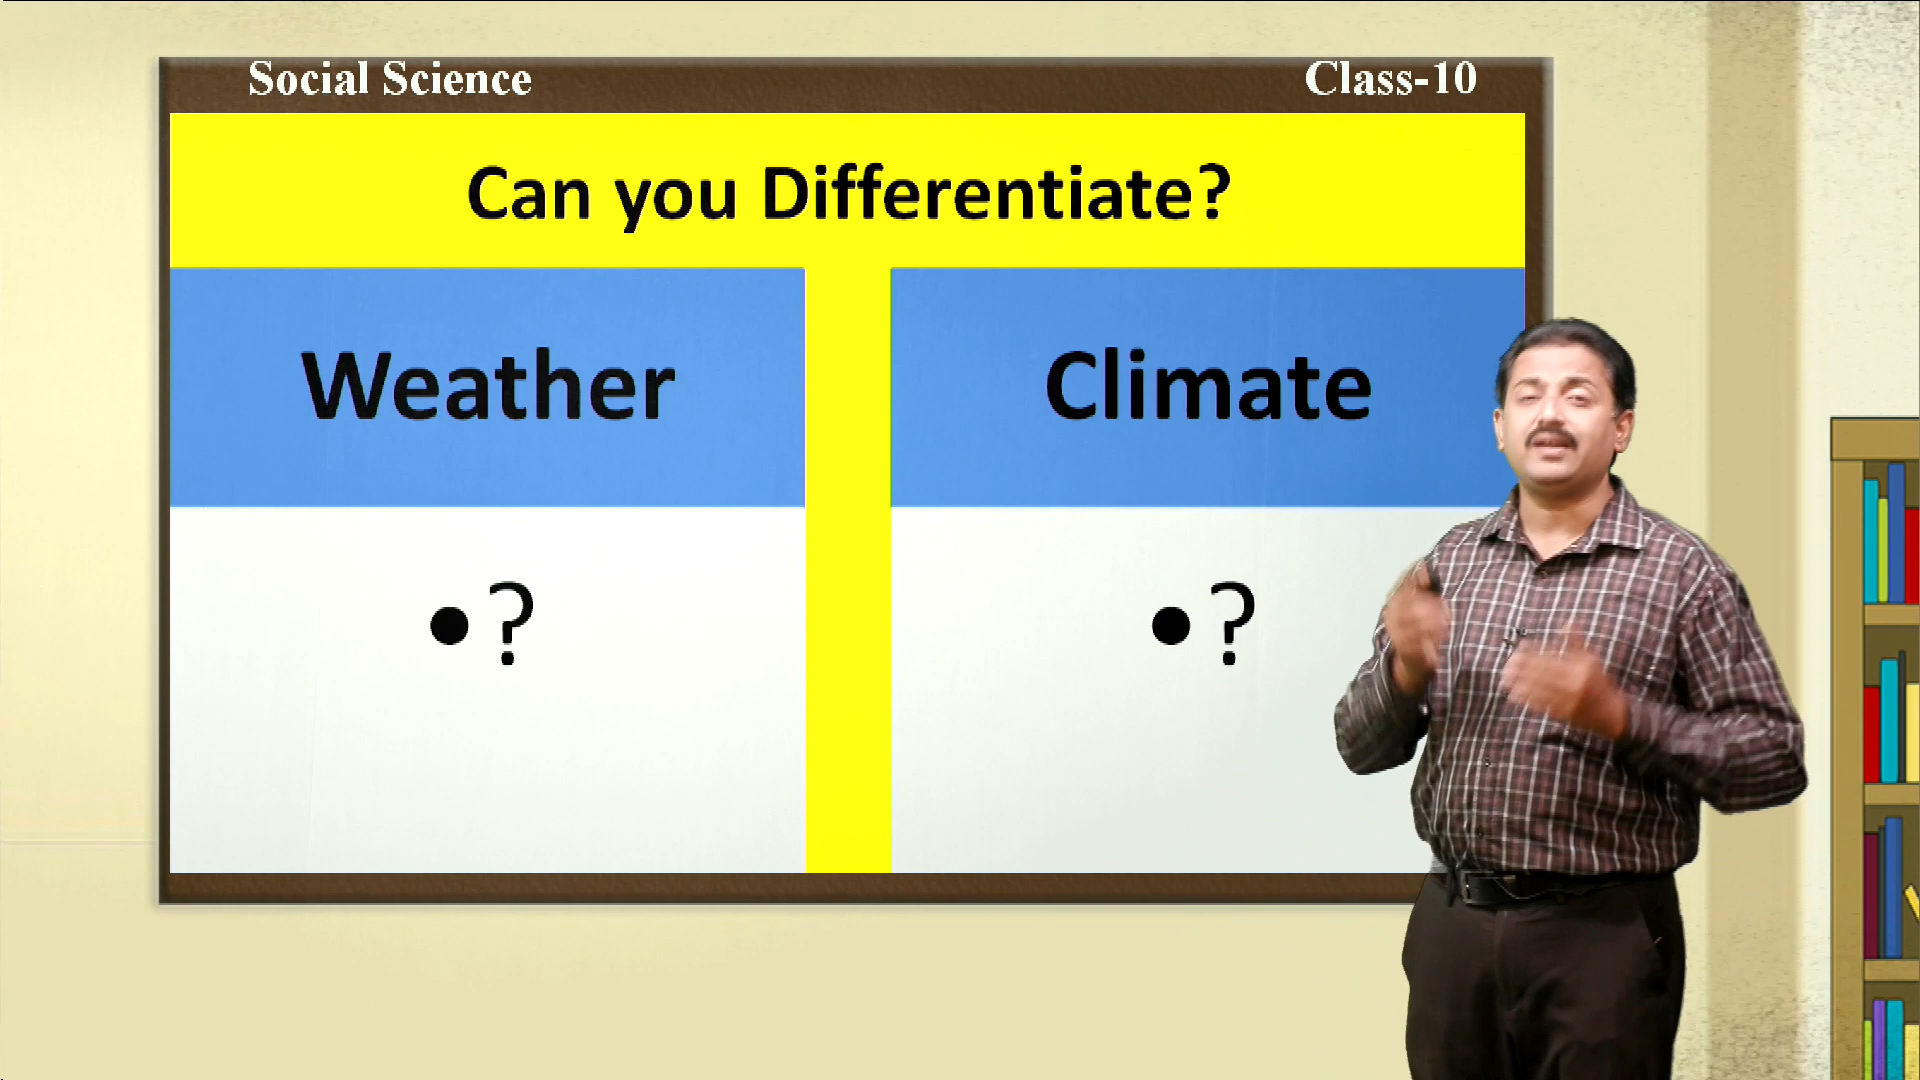 Social Science
Class-10
Can you Differentiate?
Weather
Climate
•?
•?